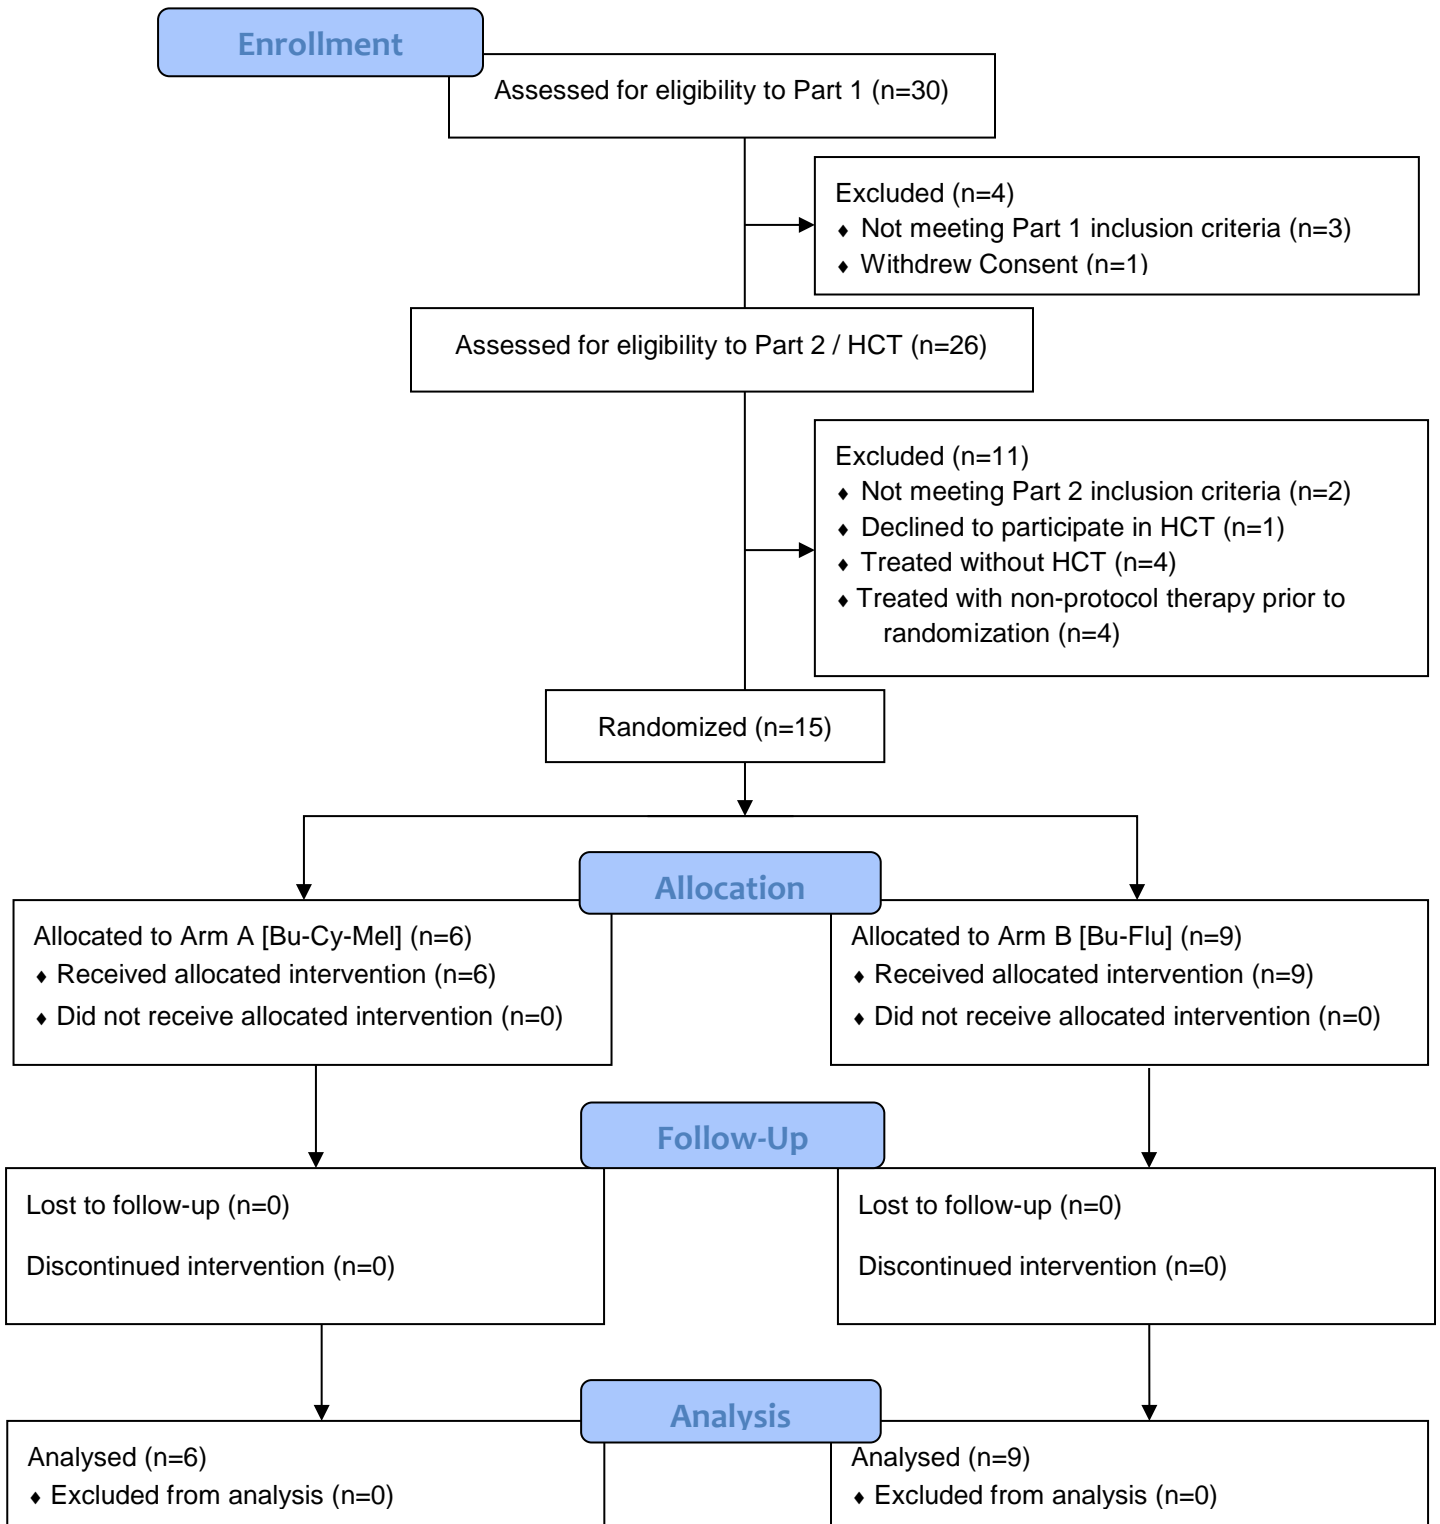 Enrollment
Assessed for eligibility to Part 1 (n=30)
Excluded (n=4)
♦ Not meeting Part 1 inclusion criteria (n=3)
♦ Withdrew Consent (n=1)
Assessed for eligibility to Part 2 / HCT (n=26)
Excluded (n=11)
♦ Not meeting Part 2 inclusion criteria (n=2)
♦ Declined to participate in HCT (n=1)
♦ Treated without HCT (n=4)
♦ Treated with non-protocol therapy prior to
randomization (n=4)
Randomized (n=15)
Allocation
Allocated to Arm A [Bu-Cy-Mel] (n=6)
♦ Received allocated intervention (n=6)
♦ Did not receive allocated intervention (n=0)
Allocated to Arm B [Bu-Flu] (n=9)
♦ Received allocated intervention (n=9)
♦ Did not receive allocated intervention (n=0)
Follow-Up
Lost to follow-up (n=0)
Discontinued intervention (n=0)
Lost to follow-up (n=0)
Discontinued intervention (n=0)
Analysis
Analysed (n=6)
♦ Excluded from analysis (n=0)
Analysed (n=9)
♦ Excluded from analysis (n=0)